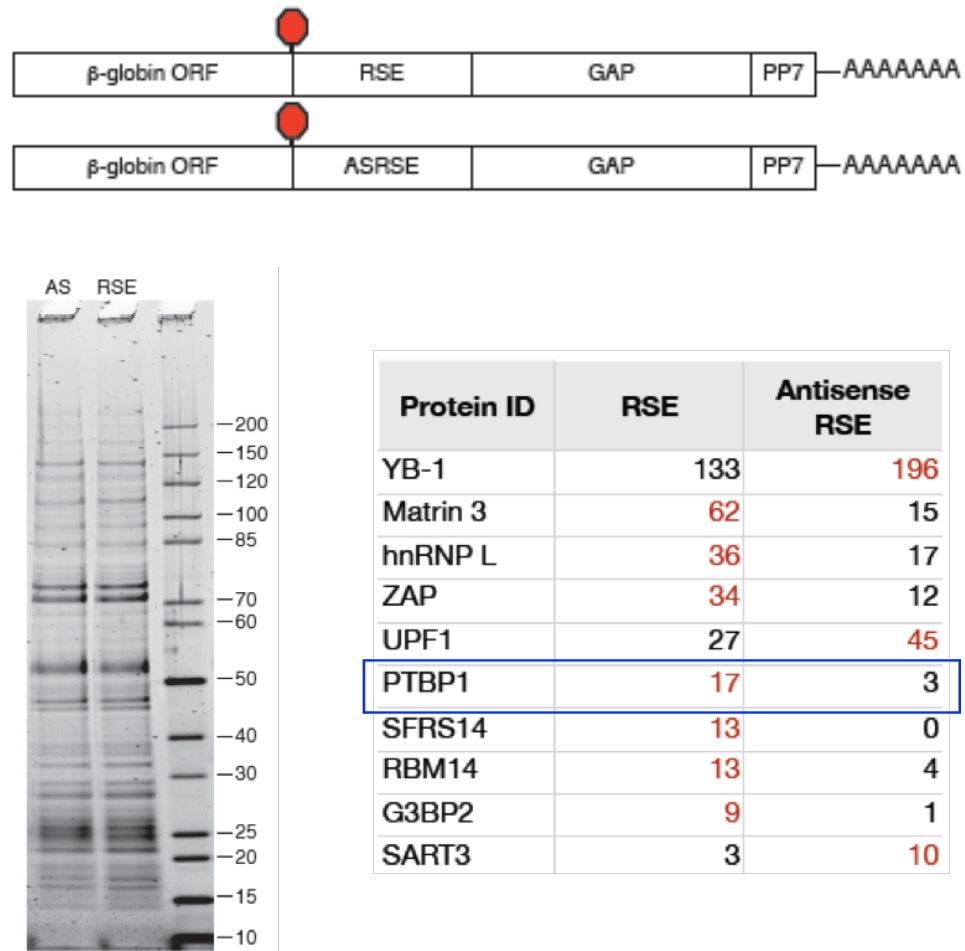 β-globin ORF RSE GAP PP7 AAAAAAA
β-globin ORF ASRSE GAP PP7 AAAAAAA
AS RSE
200
150
120
100
85
70
60
50
40
30
25
20
15
10
Protein ID RSE Antisense RSE
YB-1 133 196
Matrin 3 62 15
hnRNP L 36 17
ZAP 34 12
UPF1 27 45
PTBP1 17 3
SFRS14 13 0
RBM14 13 4
G3BP2 9 1
SART3 3 10